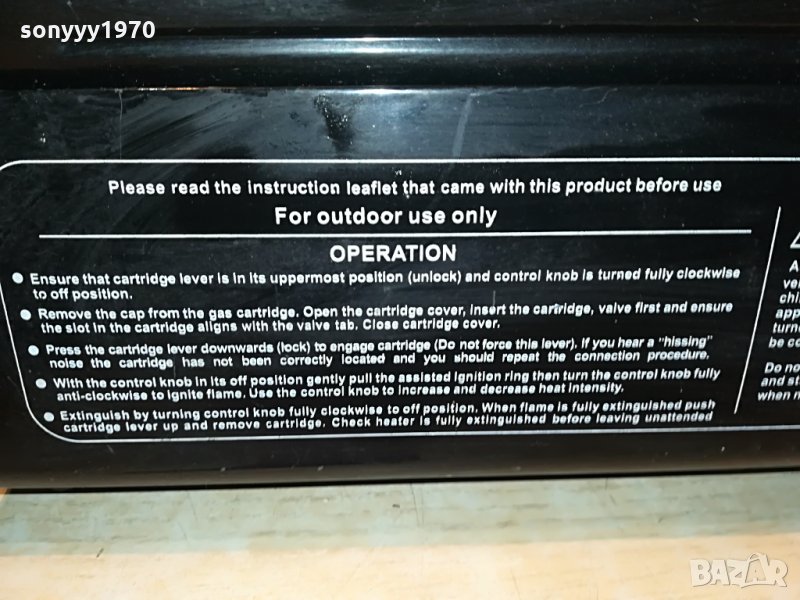 sonyyy1970
Please read the instruction leaflet that came with this product before use
For outdoor use only
OPERATION
• Ensure that cartridge lever is in its uppermost position (unlock) and control knob is turned fully clockwise
to off position.
• Remove the cap from the gas cartridge. Open the cartridge cover, insert the cartridge, valve first and ensure
the slot in the cartridge aligns with the valve tab. Close cartridge cover.
• Press the cartridge lever downwards (lock) to engage cartridge (Do not force this lever). If you hear a "hissing"
noise the cartridge has not been correctly located and you should repeat the connection procedure.
• With the control knob in its off position gently pull the assisted ignition ring then turn the control knob fully
anti-clockwise to ignite flame. Use the control knob to increase and decrease heat intensity.
• Extinguish by turning control knob fully clockwise to off position. When flame is fully extinguished push
cartridge lever up and remove cartridge. Check heater is fully extinguished before leaving unattended
A
ve
chi
app
turn
be co
Do no
and st
when n
BAZAR